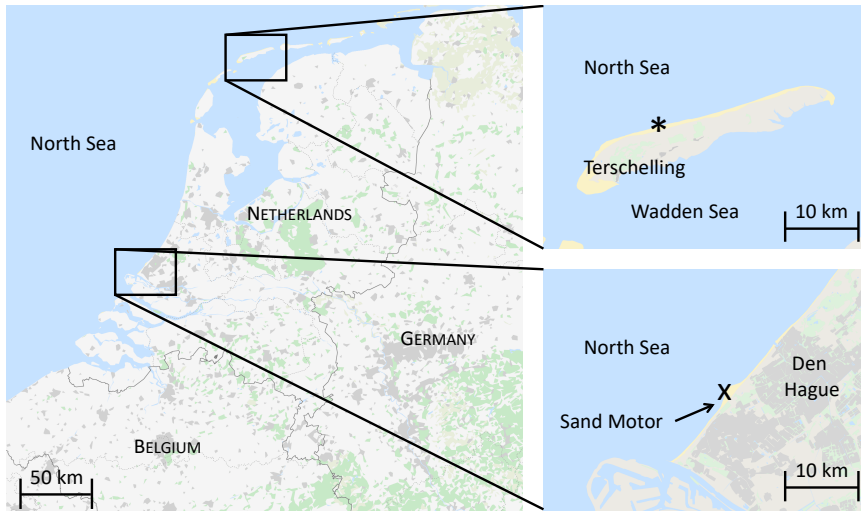 North Sea
NETHERLANDS
GERMANY
BELGIUM
50 km
North Sea
*
Terschelling
Wadden Sea
10 km
North Sea
Den
Hague
X
Sand Motor
10 km